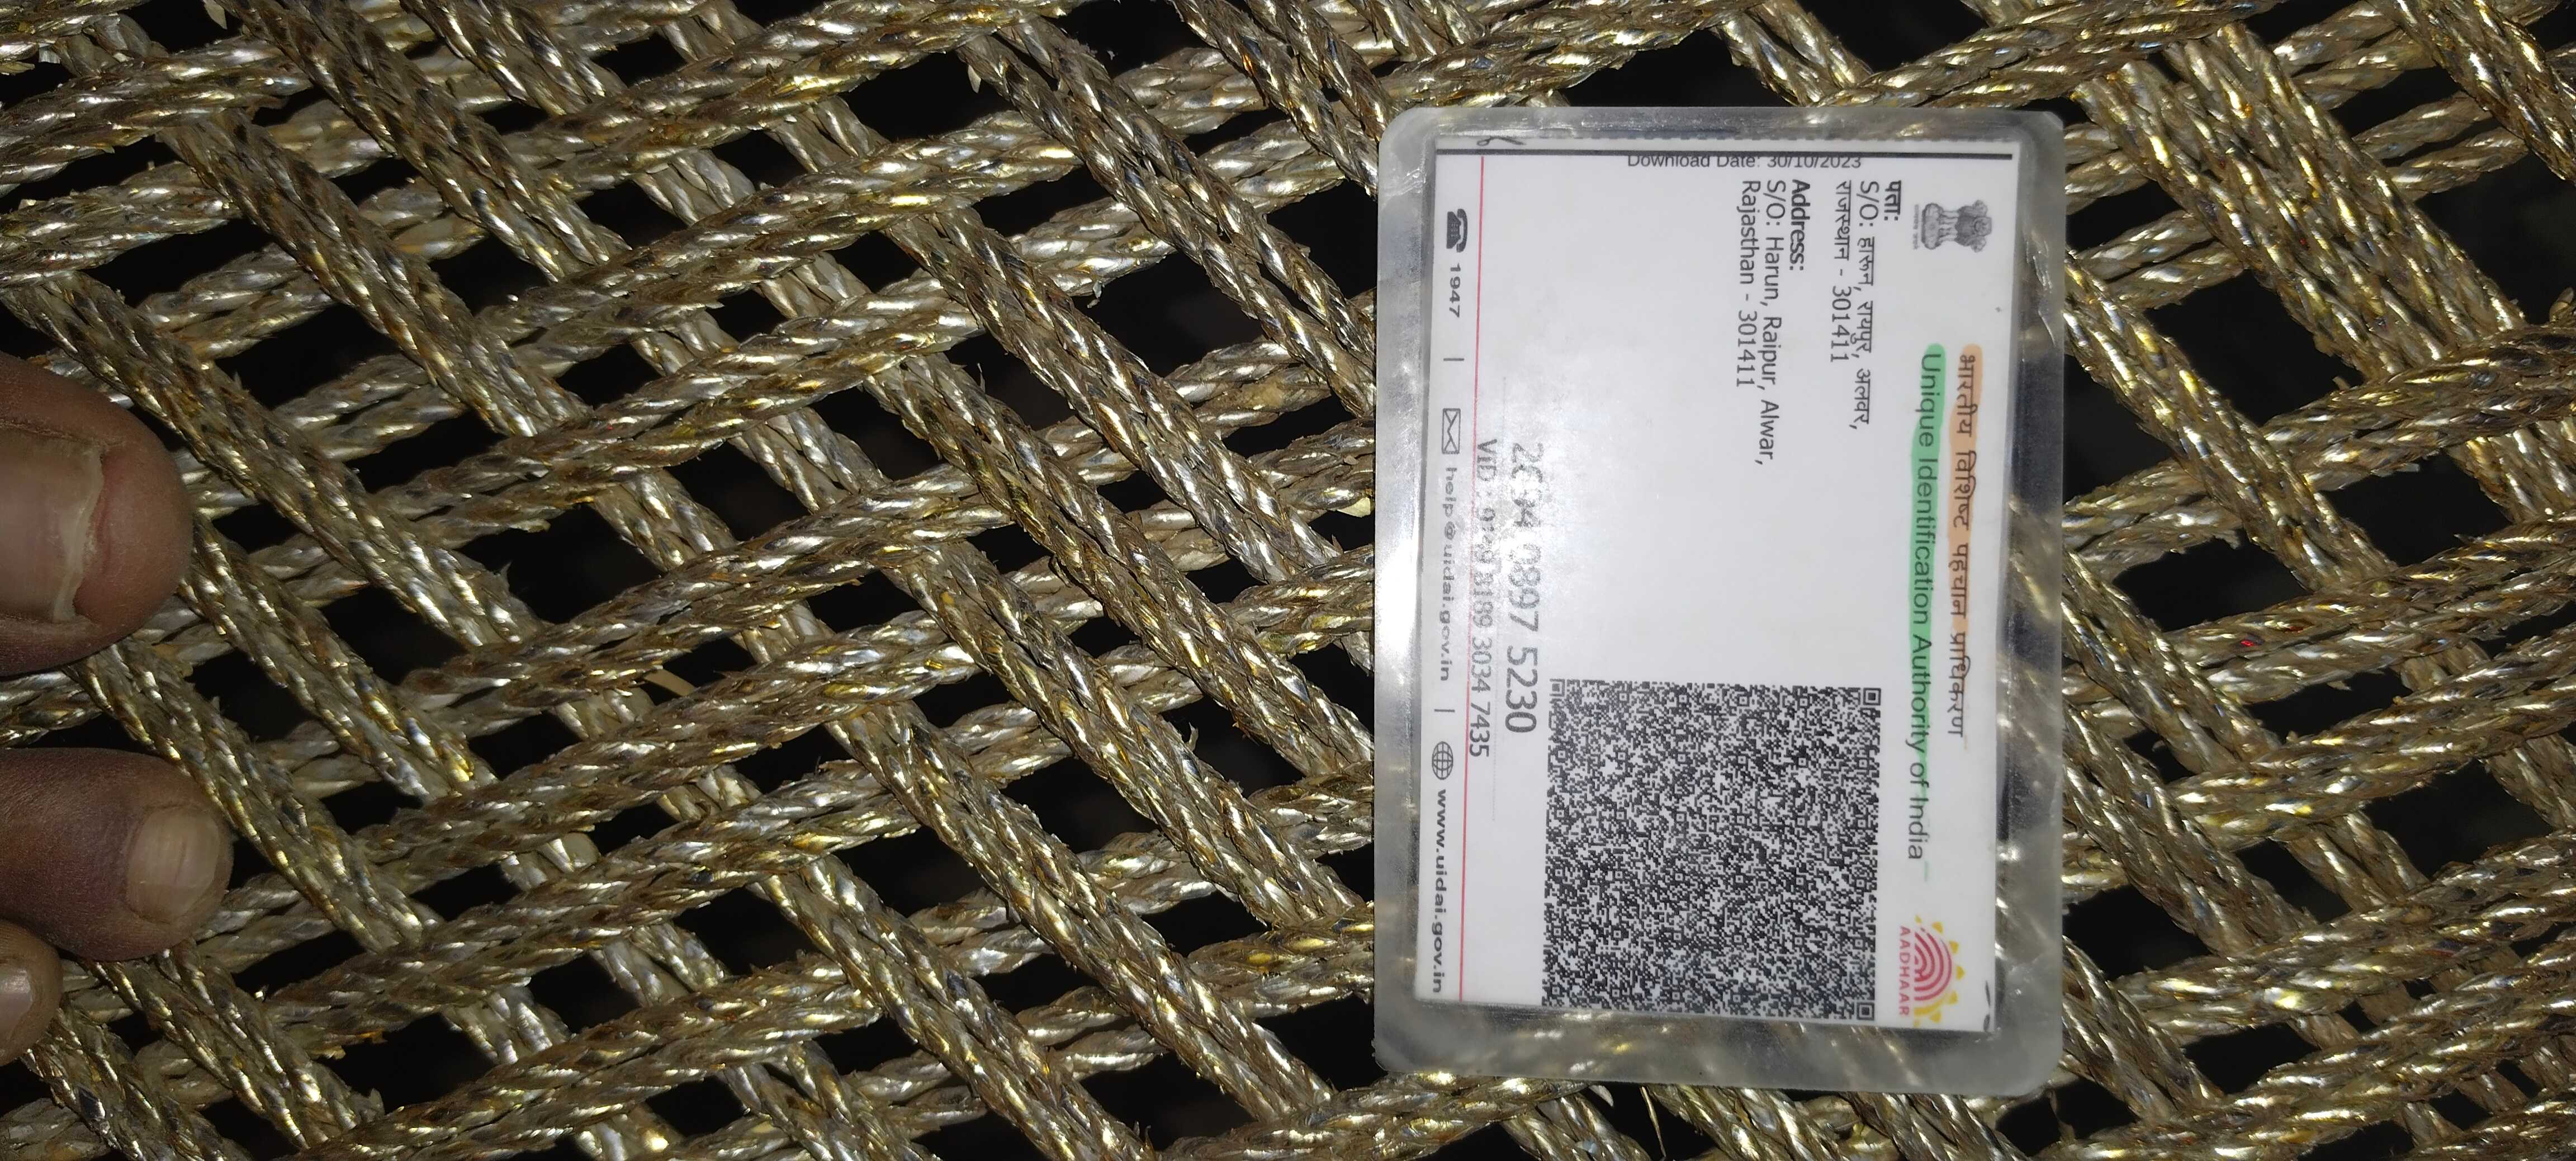 भारतीय विशिष्ट पहचान प्राधिकरण
Unique Identification Authority of India
AADHAAR
पता:
S/O: हारून, रायपुर, अलवर,
राजस्थान - 301411
Address:
S/O: Harun, Raipur, Alwar,
Rajasthan - 301411
Download Date: 30/10/2023
0897 5230
VID : 8189 3034 7435
1947 | help@uidai.gov.in | www.uidai.gov.in